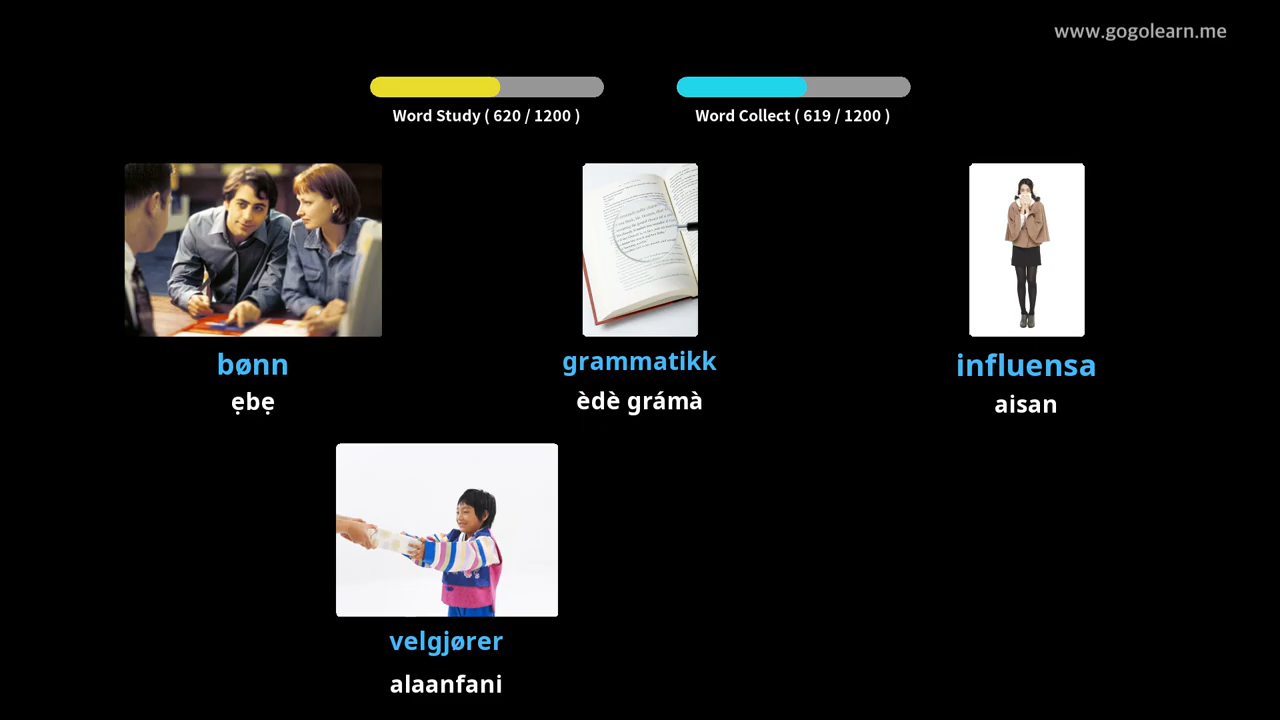 www.gogolearn.me
Word Study ( 620 / 1200 )
Word Collect ( 619 / 1200 )
bønn
grammatikk
influensa
ẹbẹ
èdè grámà
aisan
velgjører
alaanfani